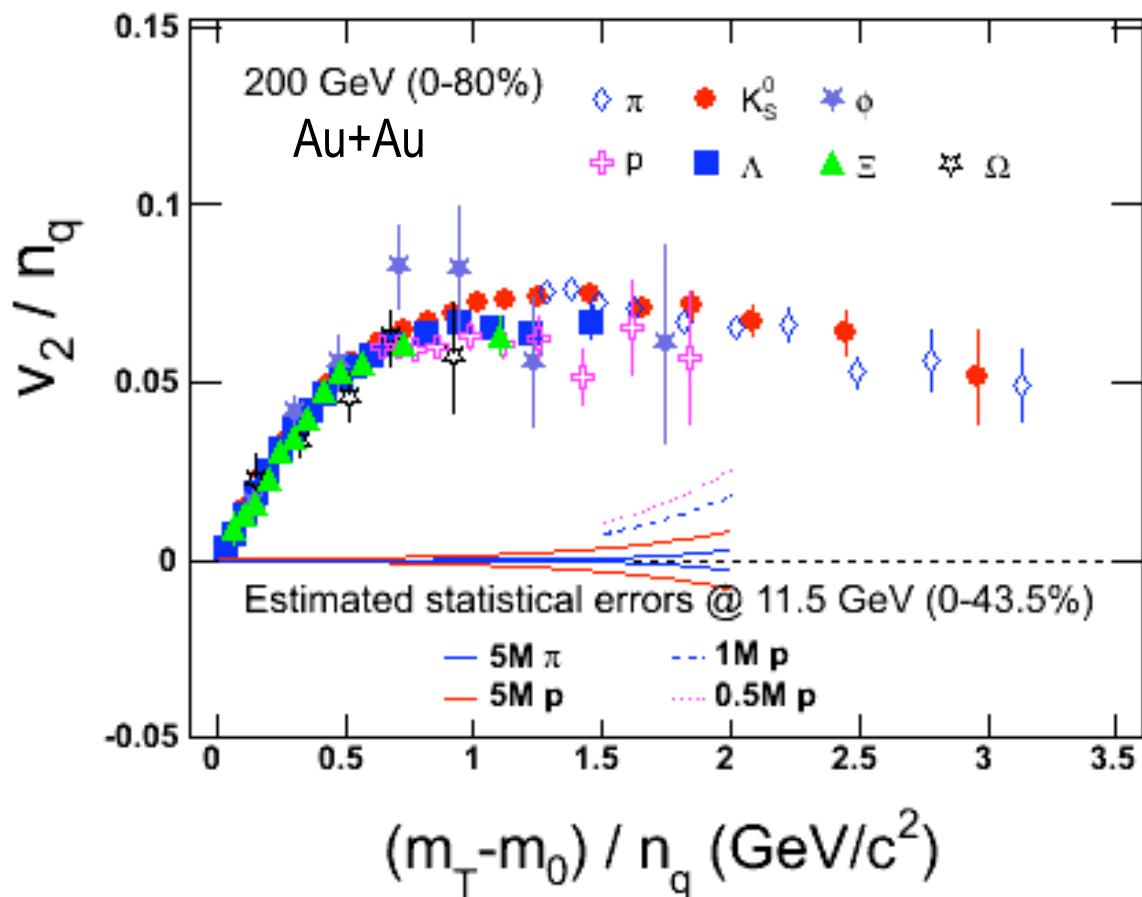 0.15
200 GeV (0-80%)
Au+Au
π K⁰_S φ
p Λ Ξ Ω
0.1
0.05
0
-0.05
v₂ / n_q
Estimated statistical errors @ 11.5 GeV (0-43.5%)
5M π 1M p
5M p 0.5M p
0 0.5 1 1.5 2 2.5 3 3.5
(m_T-m₀) / n_q (GeV/c²)